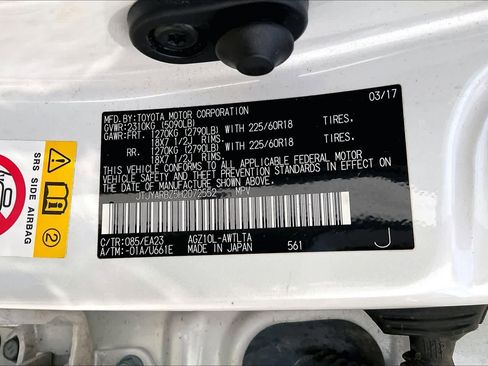 03/17
MFD.BY:TOYOTA MOTOR CORPORATION
GVWR:2310KG (5090LB)
GAWR:FRT. 1270KG (2790LB) WITH 225/60R18 TIRES,
18X7 1/2J RIMS,
RR. 1270KG (2790LB) WITH 225/60R18 TIRES,
18X7 1/2J RIMS,
THIS VEHICLE CONFORMS TO ALL APPLICABLE FEDERAL MOTOR
VEHICLE SAFETY, BUMPER, AND THEFT PREVENTION STANDARDS IN EFFECT
ON THE DATE OF MANUFACTURE SHOWN ABOVE.
JTJYARBZ5H2072552 MPV
C/TR:085/EA23 AGZ10L-AWTLTA
A/TM:-01A/U661E MADE IN JAPAN 561 J
SRS SIDE AIRBAG
2